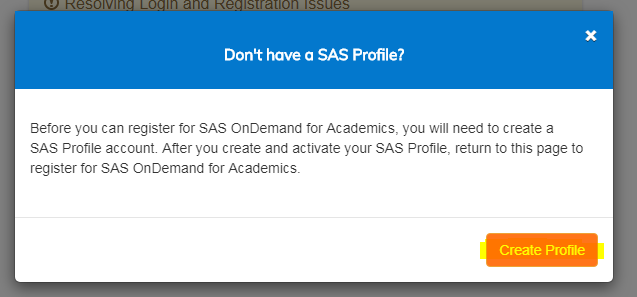 Resolving Login and Registration Issues
Don't have a SAS Profile?
Before you can register for SAS OnDemand for Academics, you will need to create a
SAS Profile account. After you create and activate your SAS Profile, return to this page to
register for SAS OnDemand for Academics.
Create Profile